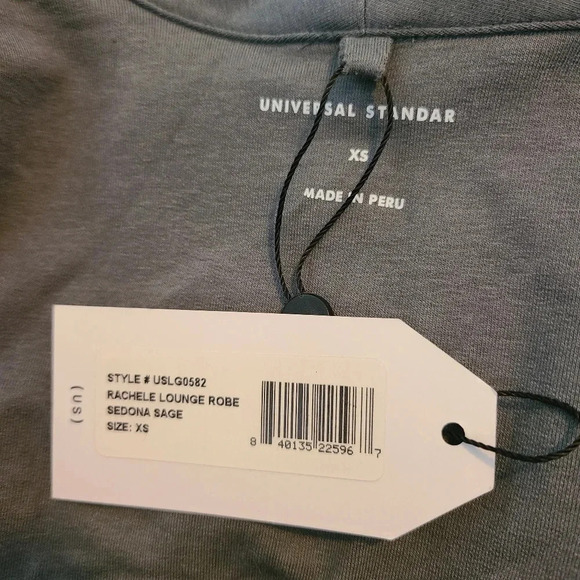 UNIVERSAL STANDAR
XS
MADE IN PERU
(us)
STYLE # USLG0582
RACHELE LOUNGE ROBE
SEDONA SAGE
SIZE: XS
8 40135 22596 7